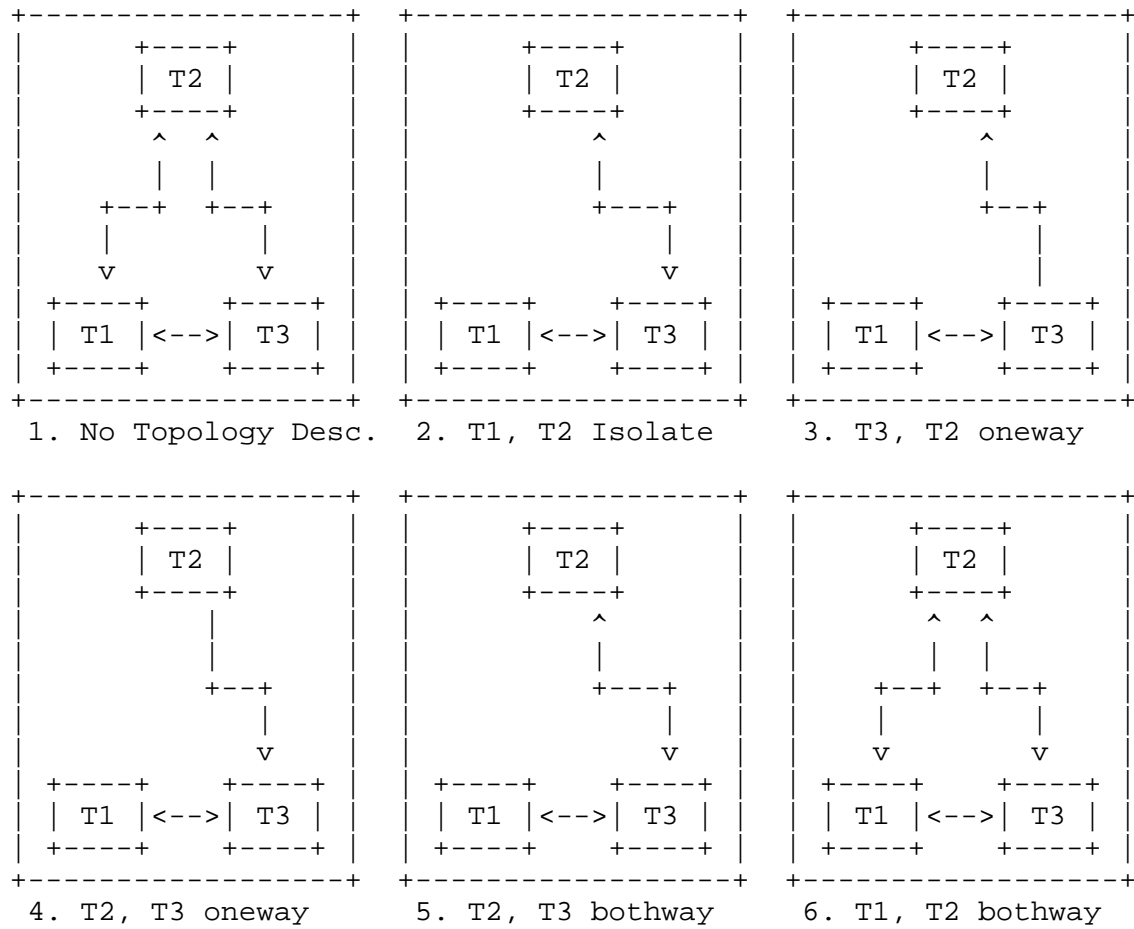 T2 T2 T2
T1 <--> T3 T1 <--> T3 T1 <--> T3
1. No Topology Desc. 2. T1, T2 Isolate 3. T3, T2 oneway
T2 T2 T2
T1 <--> T3 T1 <--> T3 T1 <--> T3
4. T2, T3 oneway 5. T2, T3 bothway 6. T1, T2 bothway